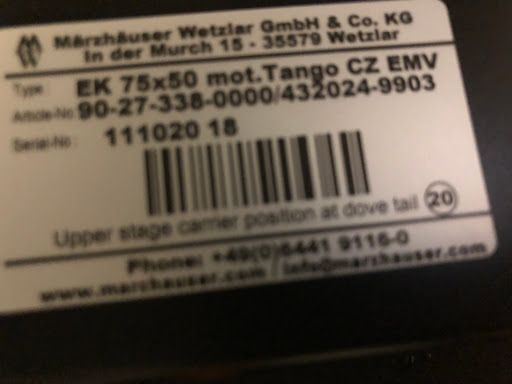 Märzhäuser Wetzlar GmbH & Co. KG
In der Murch 15 - 35579 Wetzlar
Type : EK 75x50 mot.Tango CZ EMV
Article-No : 90-27-338-0000/432024-9903
Serial-No : 111020 18
Upper stage carrier position at dove tail 20
Phone: +49(0)6441 9116-0
www.marzhauser.com / info@marzhauser.com